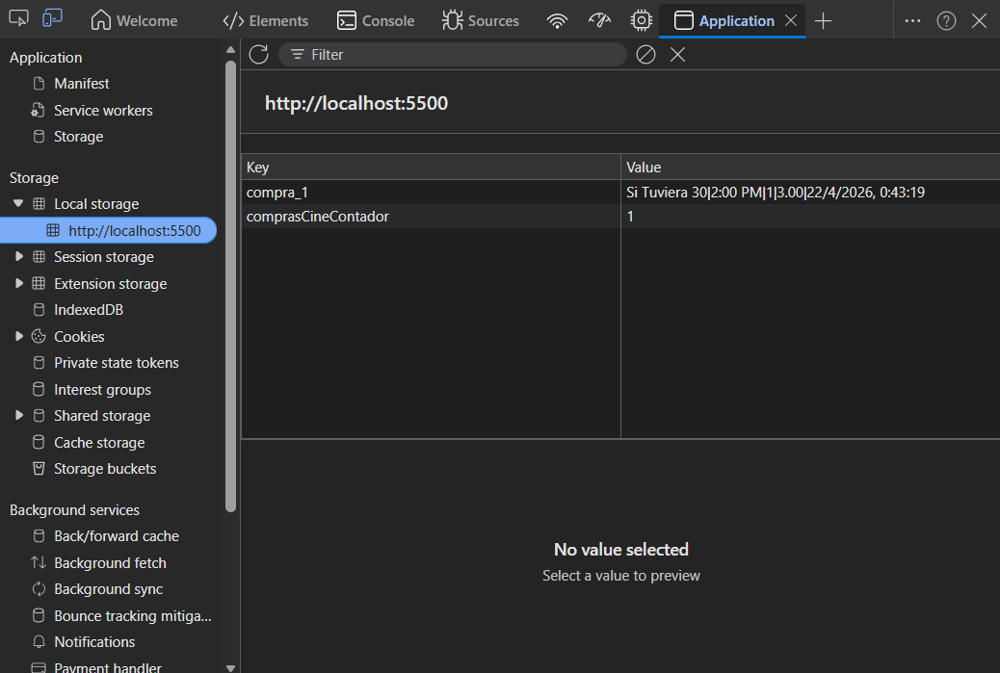 Welcome
Elements
Console
Sources
Application
Application
Manifest
Service workers
Storage
Storage
Local storage
http://localhost:5500
Session storage
Extension storage
IndexedDB
Cookies
Private state tokens
Interest groups
Shared storage
Cache storage
Storage buckets
Background services
Back/forward cache
Background fetch
Background sync
Bounce tracking mitiga...
Notifications
Payment handler
Filter
http://localhost:5500
Key Value
compra_1 Si Tuviera 30|2:00 PM|1|3.00|22/4/2026, 0:43:19
comprasCineContador 1
No value selected
Select a value to preview